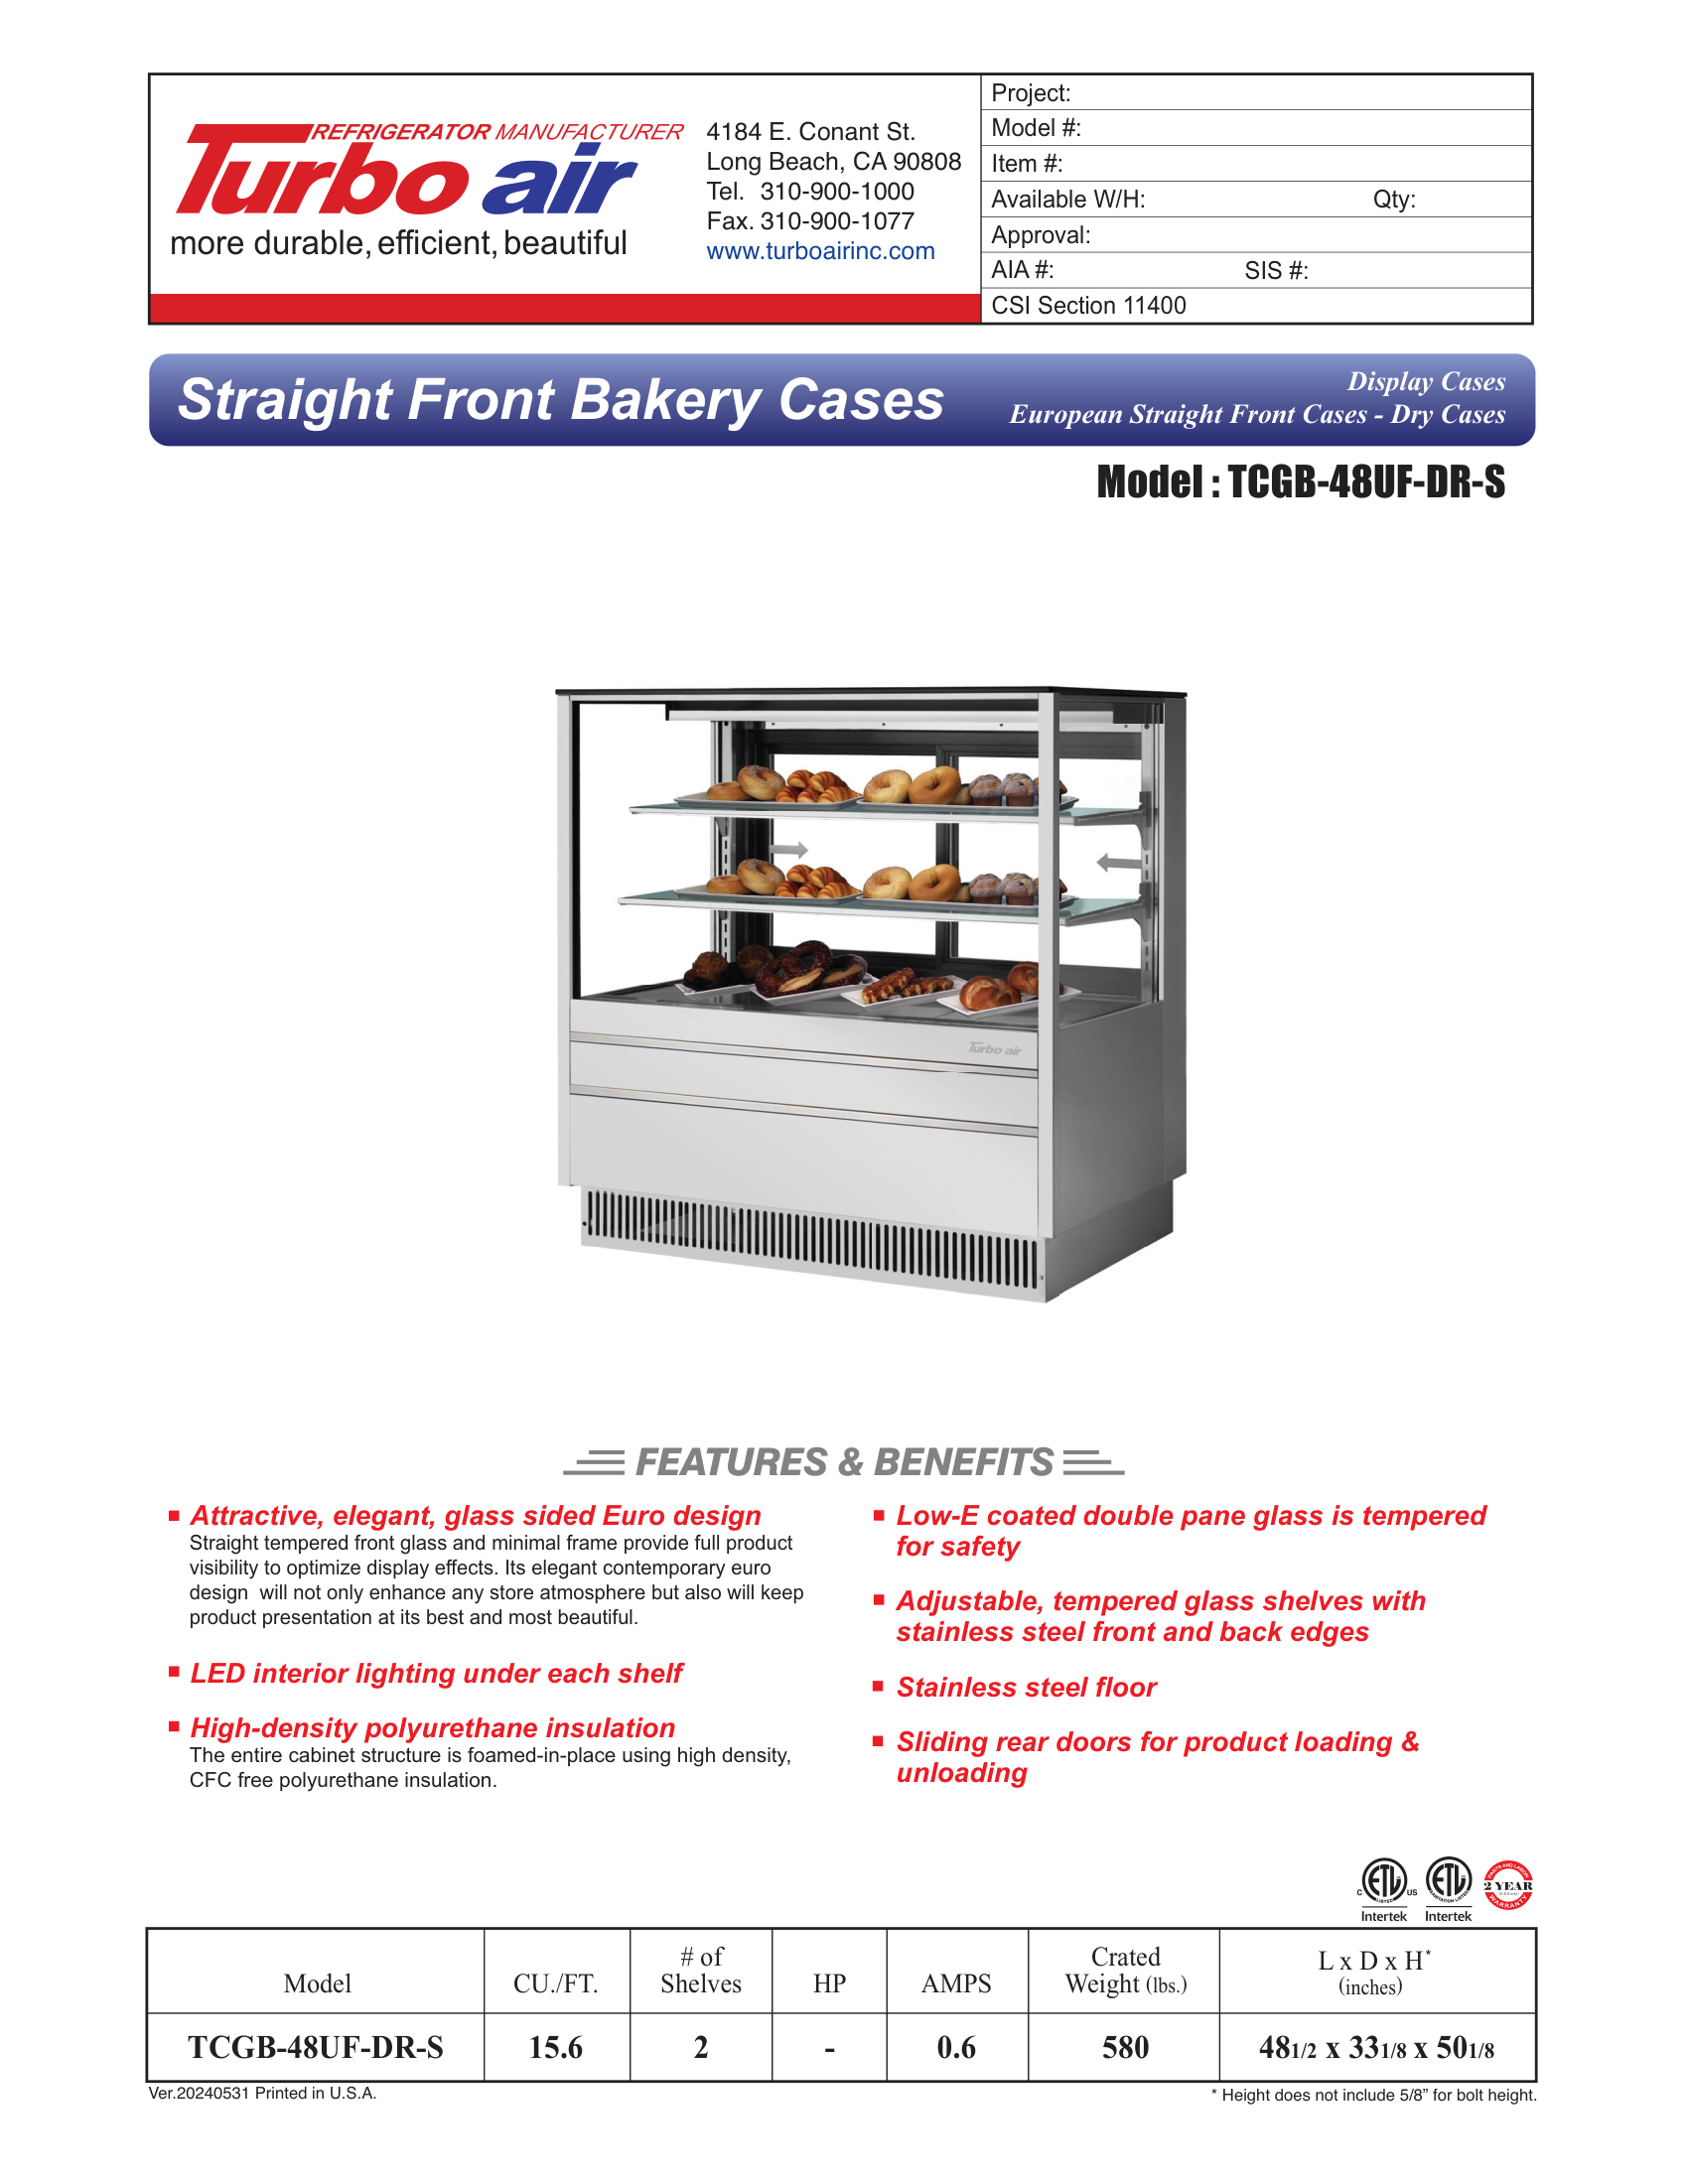 REFRIGERATOR MANUFACTURER
Turbo air
more durable, efficient, beautiful
4184 E. Conant St.
Long Beach, CA 90808
Tel. 310-900-1000
Fax. 310-900-1077
www.turboairinc.com
Project:
Model #:
Item #:
Available W/H: Qty:
Approval:
AIA #: SIS #:
CSI Section 11400
Straight Front Bakery Cases
Display Cases
European Straight Front Cases - Dry Cases
Model : TCGB-48UF-DR-S
Turbo air
FEATURES & BENEFITS
Attractive, elegant, glass sided Euro design
Straight tempered front glass and minimal frame provide full product
visibility to optimize display effects. Its elegant contemporary euro
design will not only enhance any store atmosphere but also will keep
product presentation at its best and most beautiful.
LED interior lighting under each shelf
High-density polyurethane insulation
The entire cabinet structure is foamed-in-place using high density,
CFC free polyurethane insulation.
Low-E coated double pane glass is tempered
for safety
Adjustable, tempered glass shelves with
stainless steel front and back edges
Stainless steel floor
Sliding rear doors for product loading &
unloading
C ETL US
LISTED
Intertek
ETL
SANITATION LISTED
Intertek
PARTS AND LABOR
2 YEAR
WARRANTY
Model CU./FT. # of Shelves HP AMPS Crated Weight (lbs.) L x D x H* (inches)
TCGB-48UF-DR-S 15.6 2 - 0.6 580 48 1/2 x 33 1/8 x 50 1/8
Ver.20240531 Printed in U.S.A.
* Height does not include 5/8” for bolt height.